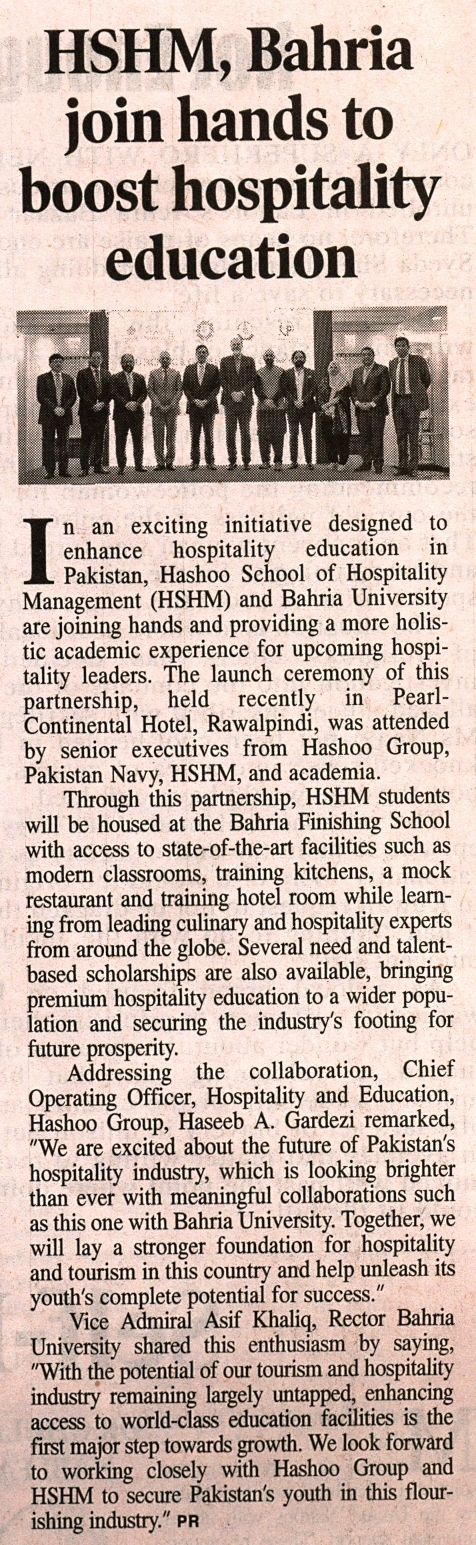 HSHM, Bahria
join hands to
boost hospitality
education
In an exciting initiative designed to
enhance hospitality education in
Pakistan, Hashoo School of Hospitality
Management (HSHM) and Bahria University
are joining hands and providing a more holis-
tic academic experience for upcoming hospi-
tality leaders. The launch ceremony of this
partnership, held recently in Pearl-
Continental Hotel, Rawalpindi, was attended
by senior executives from Hashoo Group,
Pakistan Navy, HSHM, and academia.
Through this partnership, HSHM students
will be housed at the Bahria Finishing School
with access to state-of-the-art facilities such as
modern classrooms, training kitchens, a mock
restaurant and training hotel room while learn-
ing from leading culinary and hospitality experts
from around the globe. Several need and talent-
based scholarships are also available, bringing
premium hospitality education to a wider popu-
lation and securing the industry's footing for
future prosperity.
Addressing the collaboration, Chief
Operating Officer, Hospitality and Education,
Hashoo Group, Haseeb A. Gardezi remarked,
"We are excited about the future of Pakistan's
hospitality industry, which is looking brighter
than ever with meaningful collaborations such
as this one with Bahria University. Together, we
will lay a stronger foundation for hospitality
and tourism in this country and help unleash its
youth's complete potential for success."
Vice Admiral Asif Khaliq, Rector Bahria
University shared this enthusiasm by saying,
"With the potential of our tourism and hospitality
industry remaining largely untapped, enhancing
access to world-class education facilities is the
first major step towards growth. We look forward
to working closely with Hashoo Group and
HSHM to secure Pakistan's youth in this flour-
ishing industry." PR